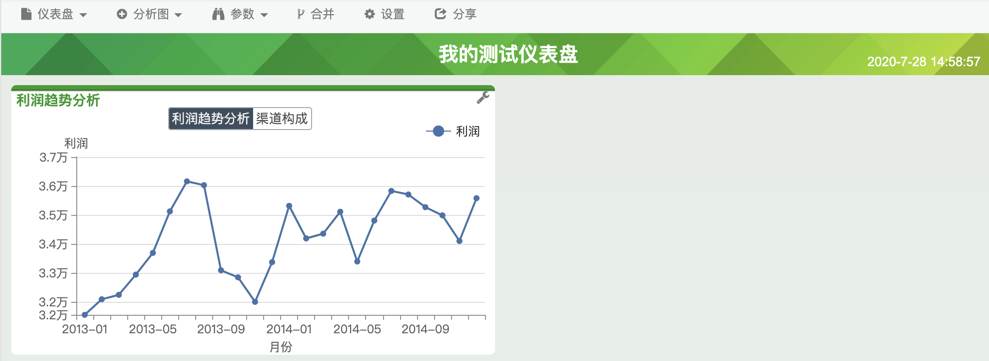 仪表盘 分析图 参数 合并 设置 分享
我的测试仪表盘
2020-7-28 14:58:57
利润趋势分析
利润趋势分析 渠道构成
利润
利润
3.7万
3.6万
3.5万
3.4万
3.3万
3.2万
3.2万
2013-01 2013-05 2013-09 2014-01 2014-05 2014-09
月份